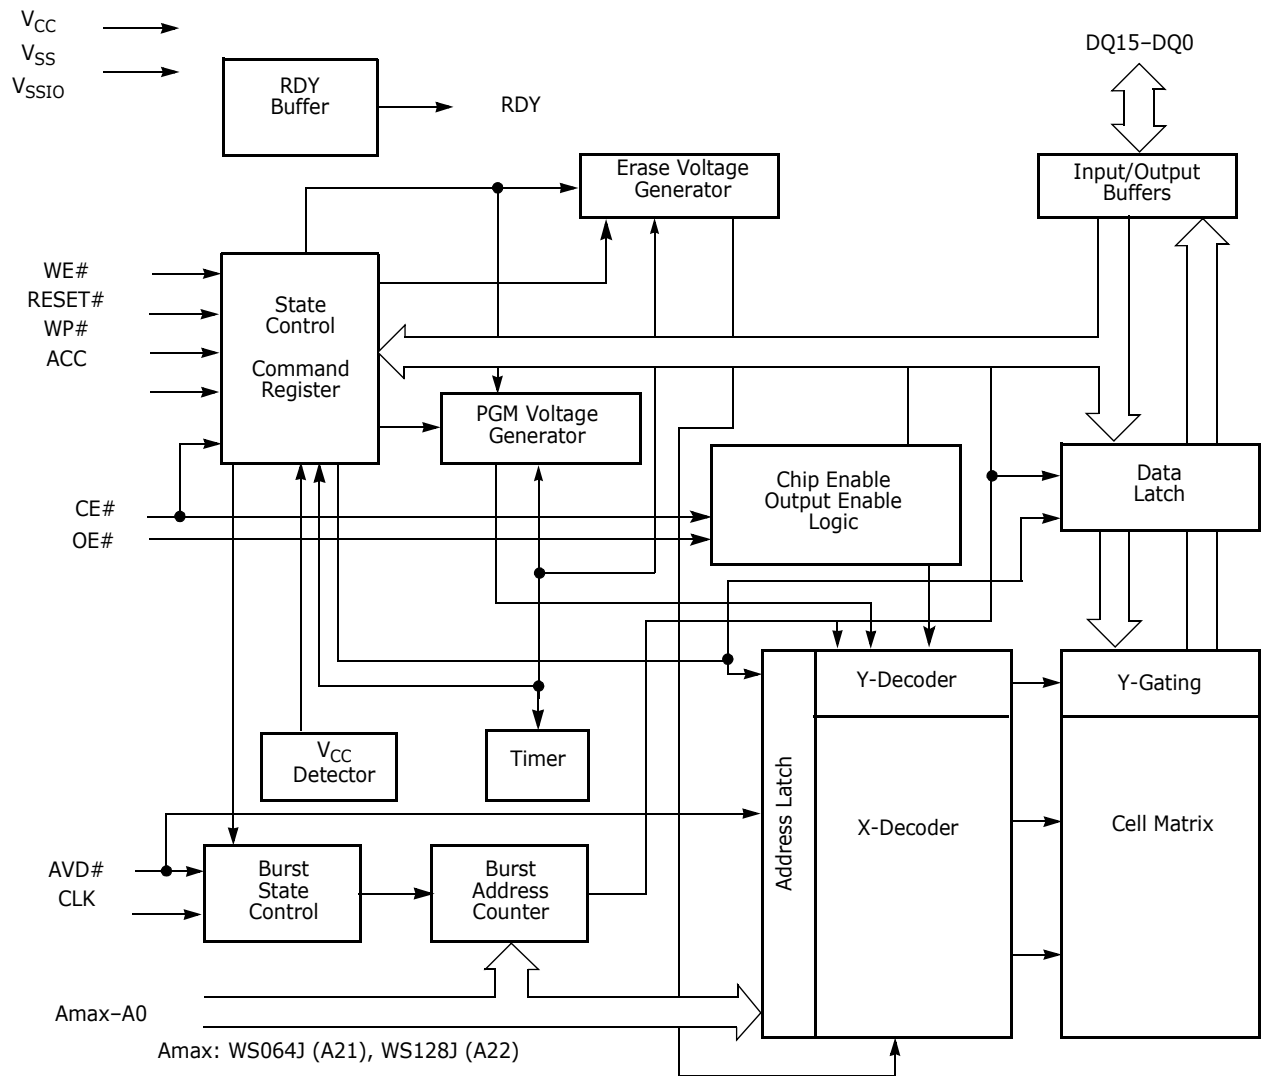 VCC
VSS
VSSIO
RDY
Buffer
RDY
DQ15–DQ0
Erase Voltage
Generator
Input/Output
Buffers
WE#
RESET#
WP#
ACC
State
Control
Command
Register
PGM Voltage
Generator
Chip Enable
Output Enable
Logic
Data
Latch
CE#
OE#
Y-Decoder
Y-Gating
VCC
Detector
Timer
Address Latch
X-Decoder
Cell Matrix
AVD#
CLK
Burst
State
Control
Burst
Address
Counter
Amax–A0
Amax: WS064J (A21), WS128J (A22)